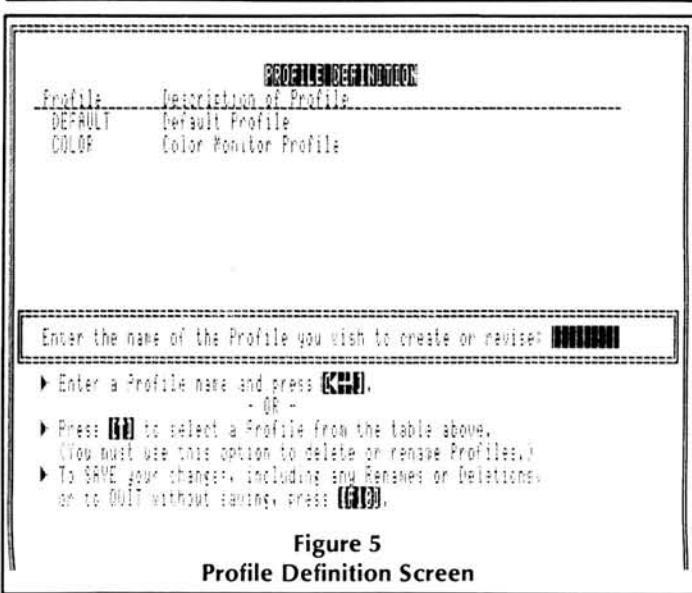 PROFILE DEFINITION
Profile Description of Profile
DEFAULT Default Profile
COLOR Color Monitor Profile
Enter the name of the Profile you wish to create or revise:
▶ Enter a Profile name and press [<─┘].
- OR -
▶ Press [↑] to select a Profile from the table above.
(You must use this option to delete or rename Profiles.)
▶ To SAVE your changes, including any Renames or Deletions,
or to QUIT without saving, press [F10].
Figure 5
Profile Definition Screen